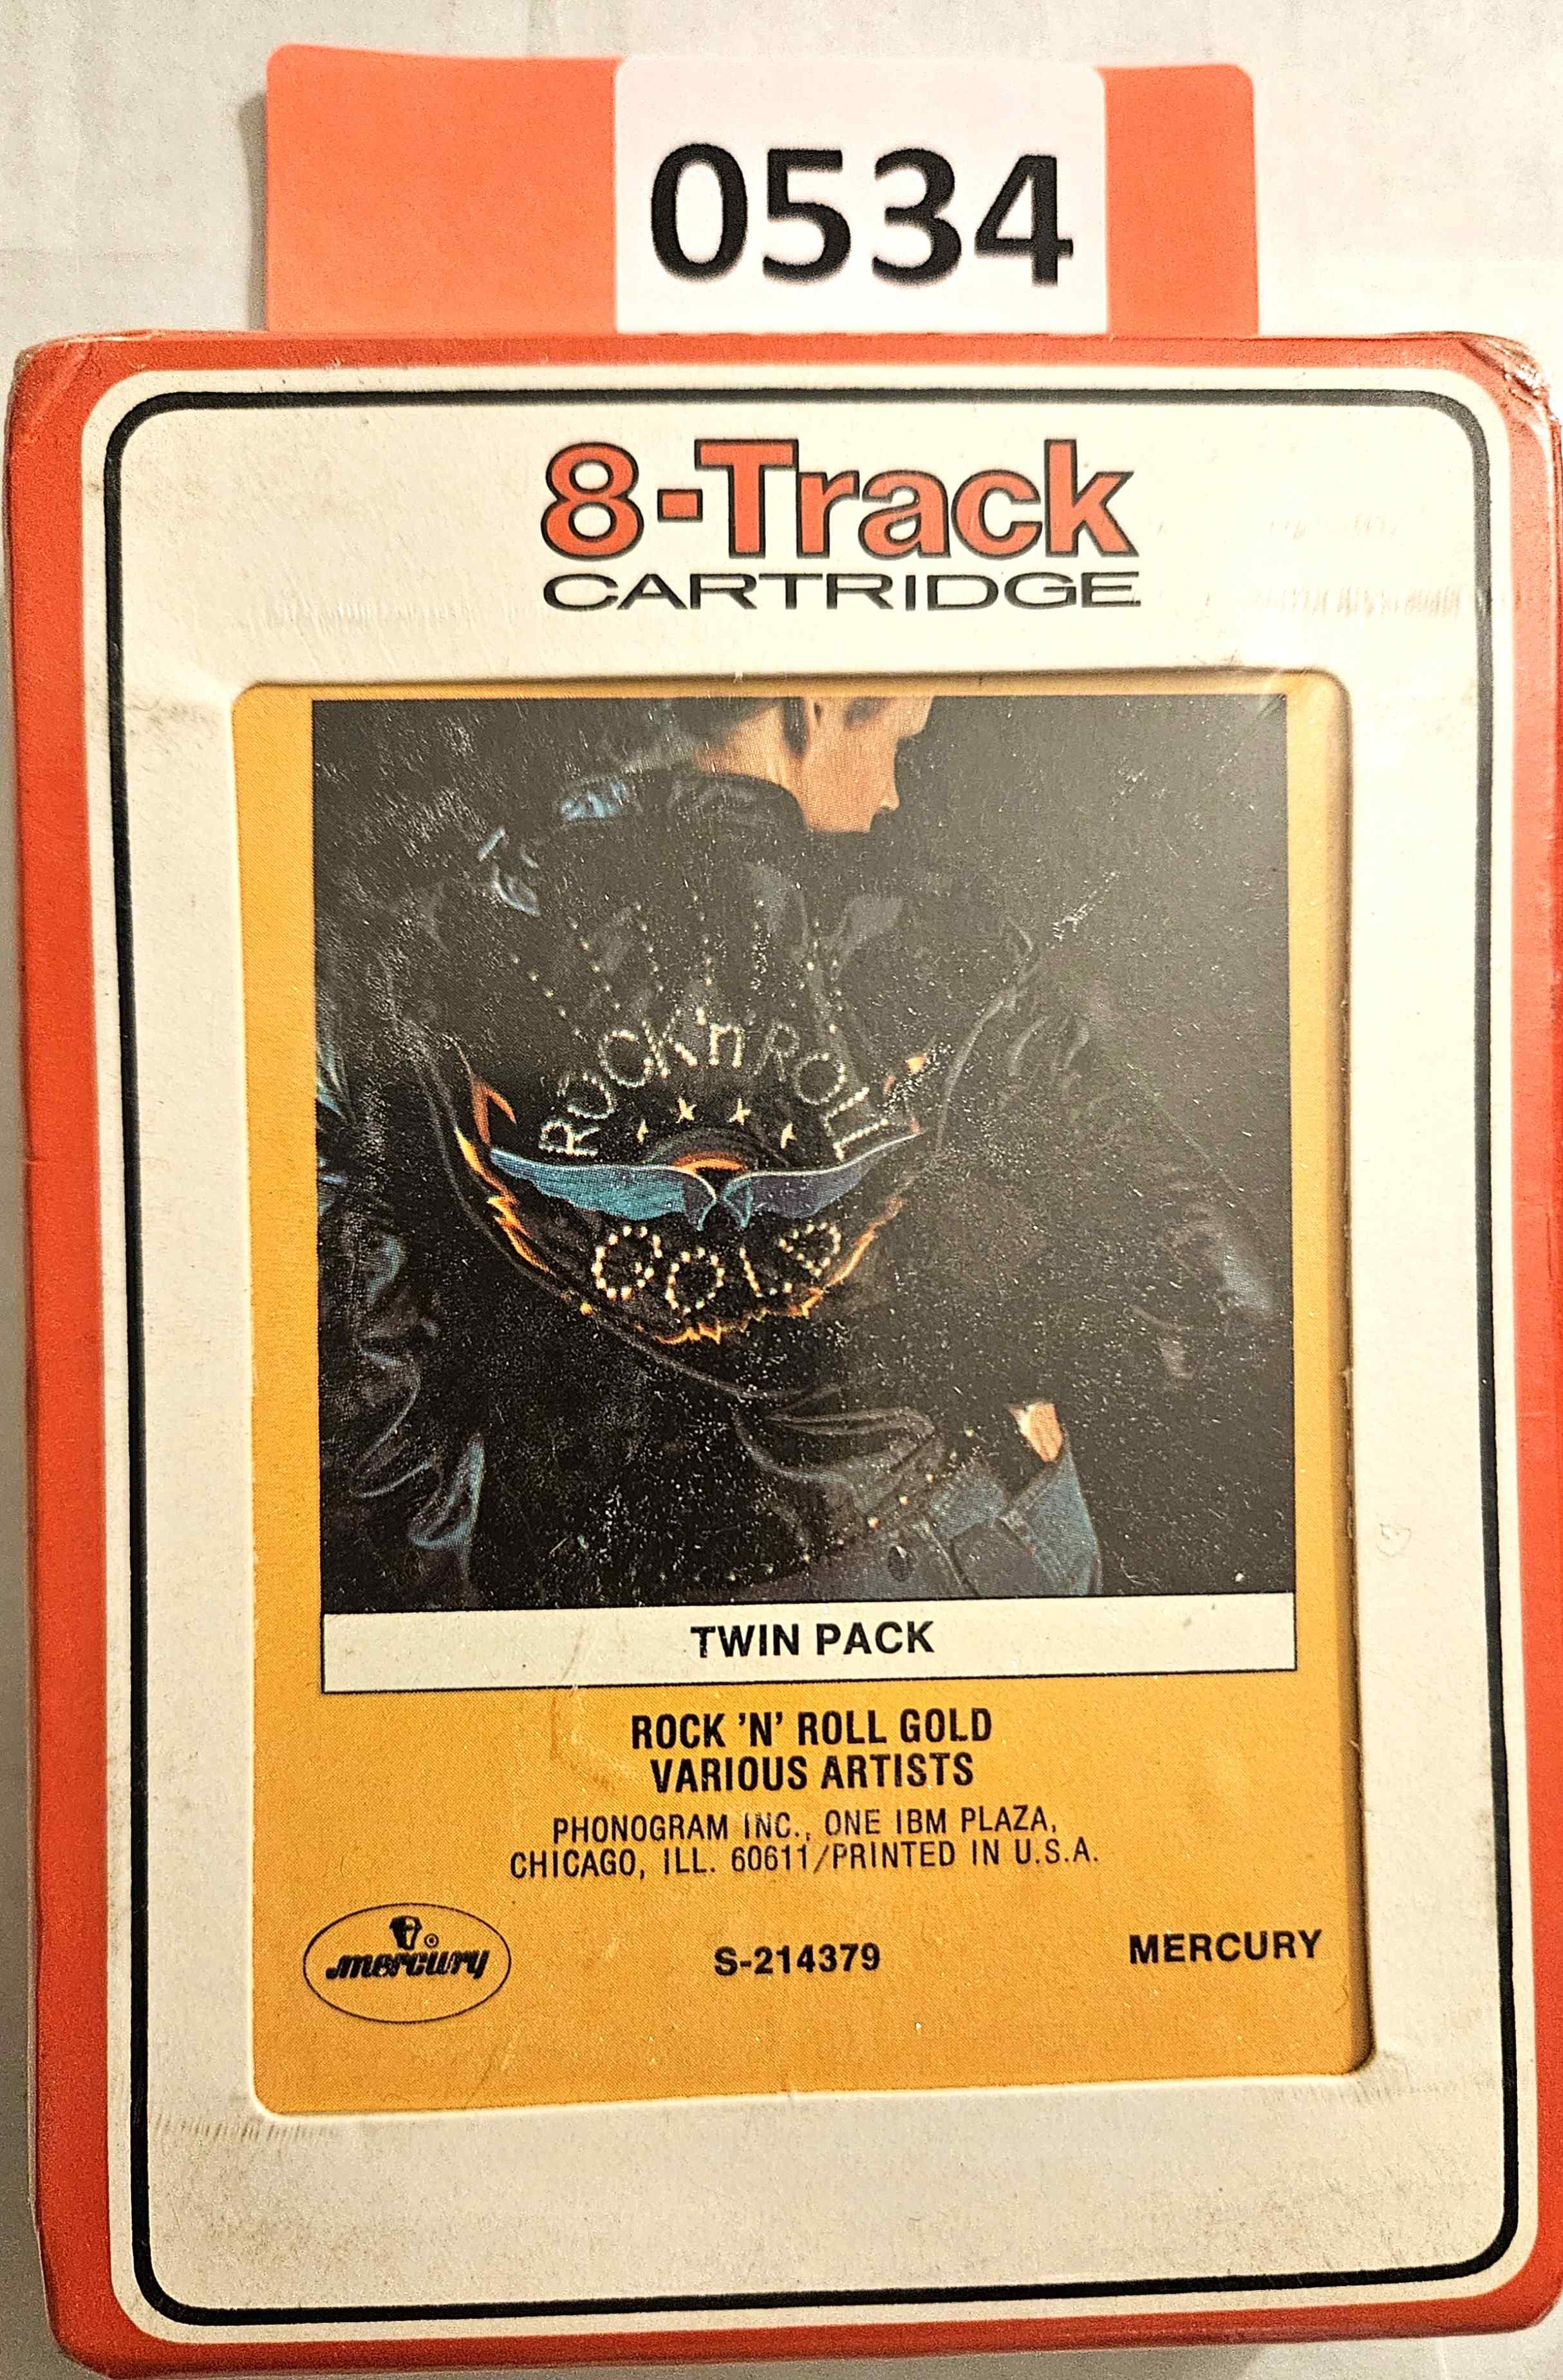 0534
8-Track
CARTRIDGE
ROCK 'n' ROLL
GOLD
TWIN PACK
ROCK 'N' ROLL GOLD
VARIOUS ARTISTS
PHONOGRAM INC., ONE IBM PLAZA,
CHICAGO, ILL. 60611/PRINTED IN U.S.A.
mercury ®
S-214379
MERCURY